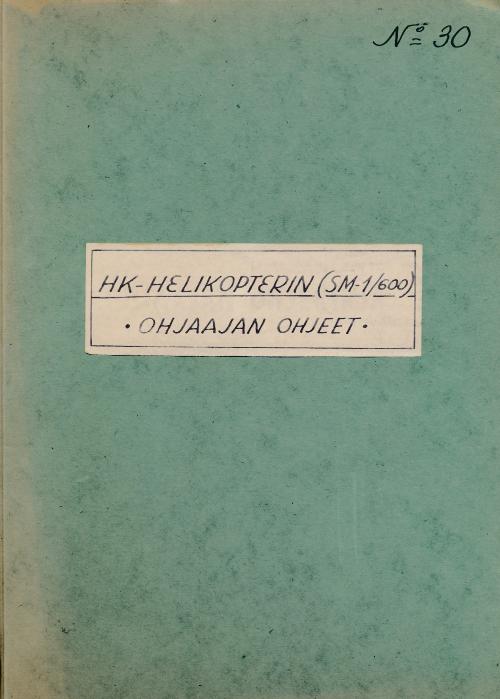 Nº 30
HK-HELIKOPTERIN (SM-1/600)
· OHJAAJAN OHJEET ·